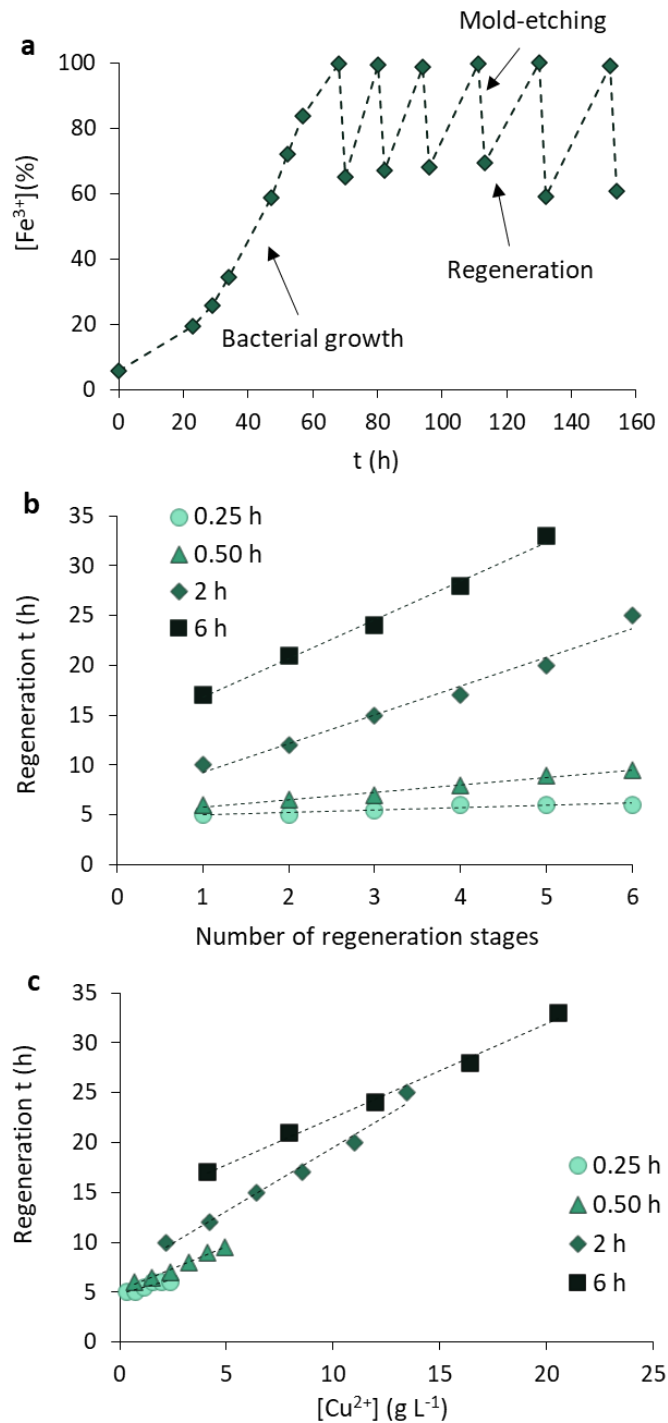 a
Mold-etching
100
80
60
40
20
0
[Fe³⁺](%)
Bacterial growth
Regeneration
0 20 40 60 80 100 120 140 160
t (h)
b
0.25 h
0.50 h
2 h
6 h
35
30
25
20
15
10
5
0
Regeneration t (h)
0 1 2 3 4 5 6
Number of regeneration stages
c
35
30
25
20
15
10
5
0
Regeneration t (h)
0.25 h
0.50 h
2 h
6 h
0 5 10 15 20 25
[Cu²⁺] (g L⁻¹)